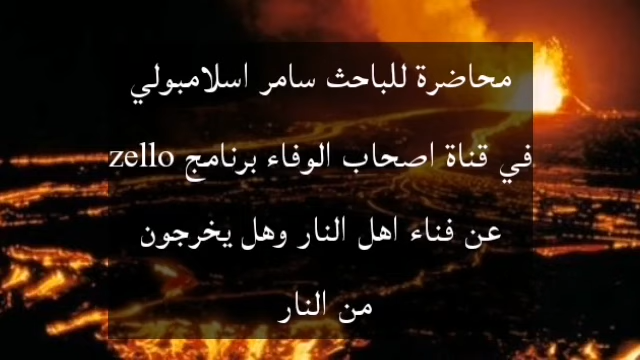 محاضرة للباحث سامر اسلامبولي
في قناة اصحاب الوفاء برنامج zello
عن فناء اهل النار وهل يخرجون
من النار